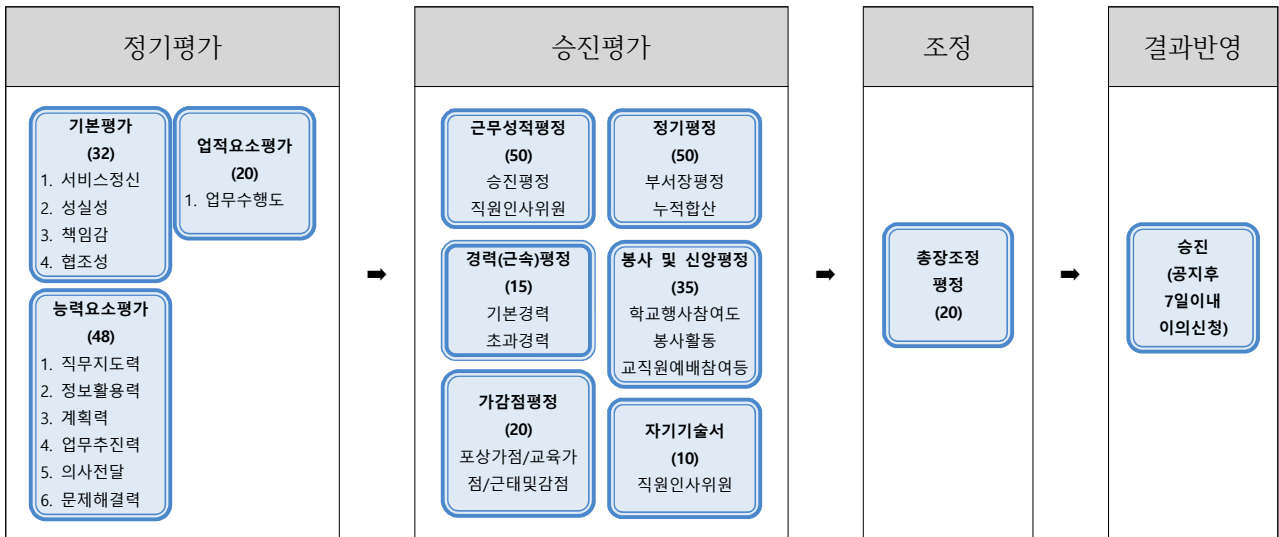 정기평가
기본평가
(32)
1. 서비스정신
2. 성실성
3. 책임감
4. 협조성
업적요소평가
(20)
1. 업무수행도
능력요소평가
(48)
1. 직무지도력
2. 정보활용력
3. 계획력
4. 업무추진력
5. 의사전달
6. 문제해결력
➡
승진평가
근무성적평정
(50)
승진평정
직원인사위원
정기평정
(50)
부서장평정
누적합산
경력(근속)평정
(15)
기본경력
초과경력
봉사 및 신앙평정
(35)
학교행사참여도
봉사활동
교직원예배참여등
가감점평정
(20)
포상가점/교육가
점/근태및감점
자기기술서
(10)
직원인사위원
➡
조정
총장조정
평정
(20)
➡
결과반영
승진
(공지후
7일이내
이의신청)